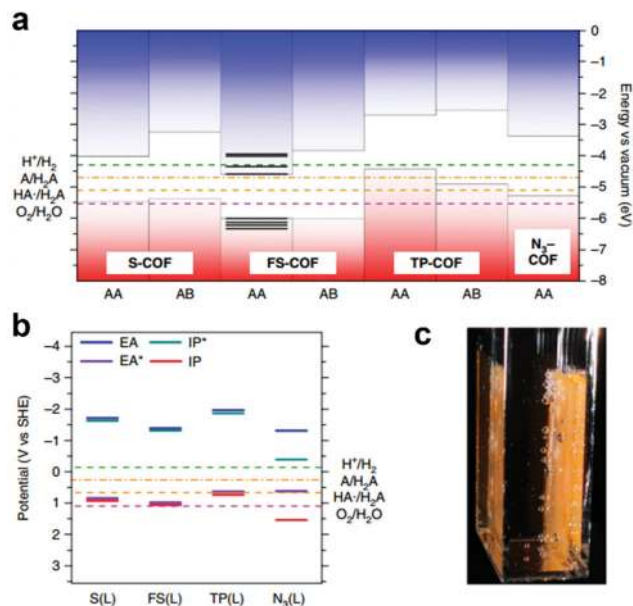 a
0
−1
−2
−3
−4
−5
−6
−7
−8
Energy vs vacuum (eV)
H⁺/H₂
A/H₂A
HA·/H₂A
O₂/H₂O
S-COF
FS-COF
TP-COF
N₃–
COF
AA
AB
AA
AB
AA
AB
AA
b
Potential (V vs SHE)
−4
−3
−2
−1
0
1
2
3
EA
IP*
EA*
IP
H⁺/H₂
A/H₂A
HA·/H₂A
O₂/H₂O
S(L)
FS(L)
TP(L)
N₃(L)
c